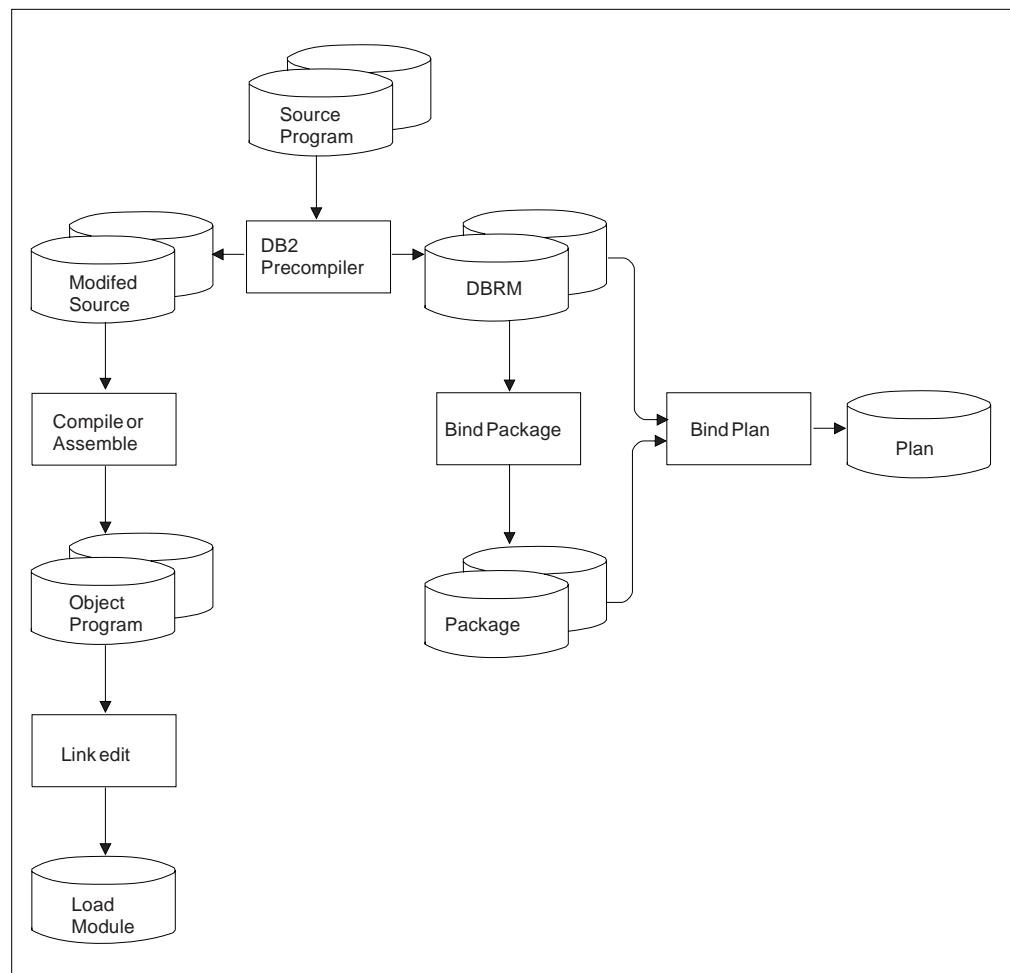 Source
Program
DB2
Precompiler
Modifed
Source
DBRM
Compile or
Assemble
Bind Package
Bind Plan
Plan
Object
Program
Package
Link edit
Load
Module